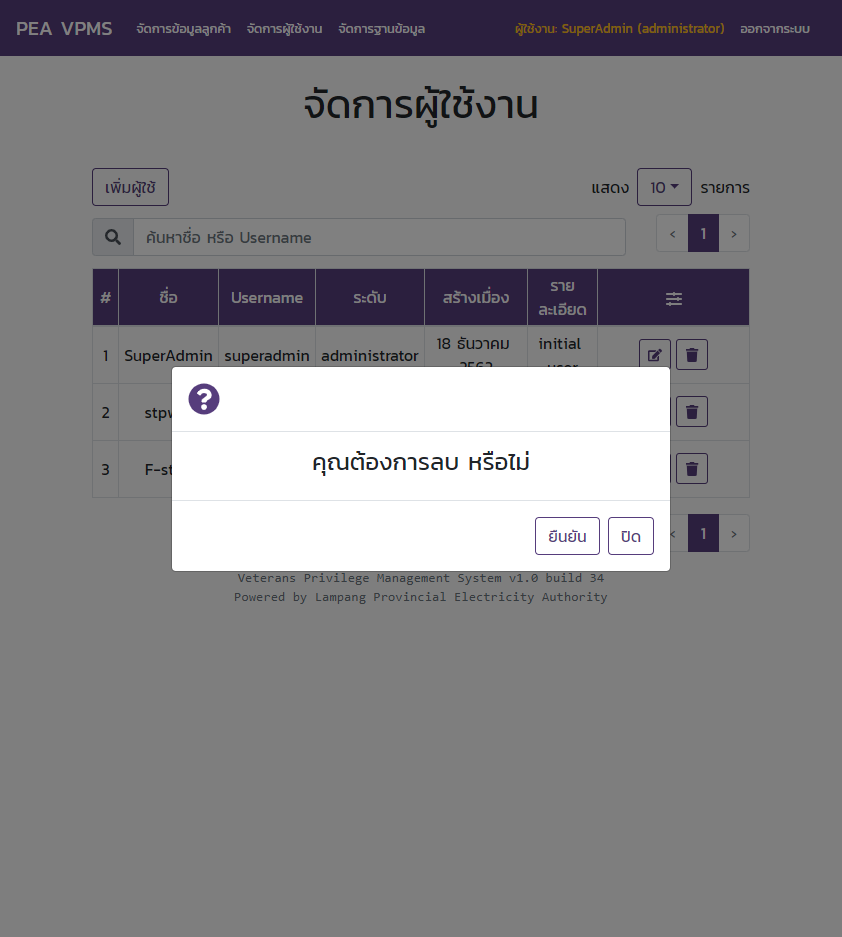 PEA VPMS จัดการข้อมูลลูกค้า จัดการผู้ใช้งาน จัดการฐานข้อมูล ผู้ใช้งาน: SuperAdmin (administrator) ออกจากระบบ
จัดการผู้ใช้งาน
เพิ่มผู้ใช้ แสดง 10 รายการ
ค้นหาชื่อ หรือ Username < 1 >
# ชื่อ Username ระดับ สร้างเมื่อง ราย
ละเอียด
1 SuperAdmin superadmin administrator 18 ธันวาคม initial
2
3 F-st
คุณต้องการลบ หรือไม่
ยืนยัน ปิด
< 1 >
Veterans Privilege Management System v1.0 build 34
Powered by Lampang Provincial Electricity Authority